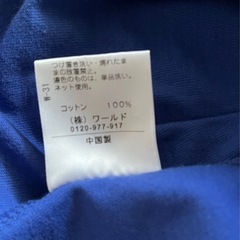 つけ置き洗い・濡れたま
まの放置禁止。
濃色のものは、単品洗い。
ネット使用。
W-31
コットン 100%
(株)ワールド
0120-977-917
中国製